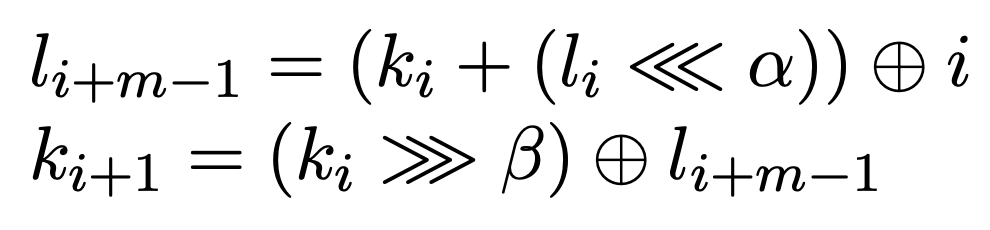 l_{i+m−1} = (k_i + (l_i ⋘ α)) ⊕ i
k_{i+1} = (k_i ⋙ β) ⊕ l_{i+m−1}